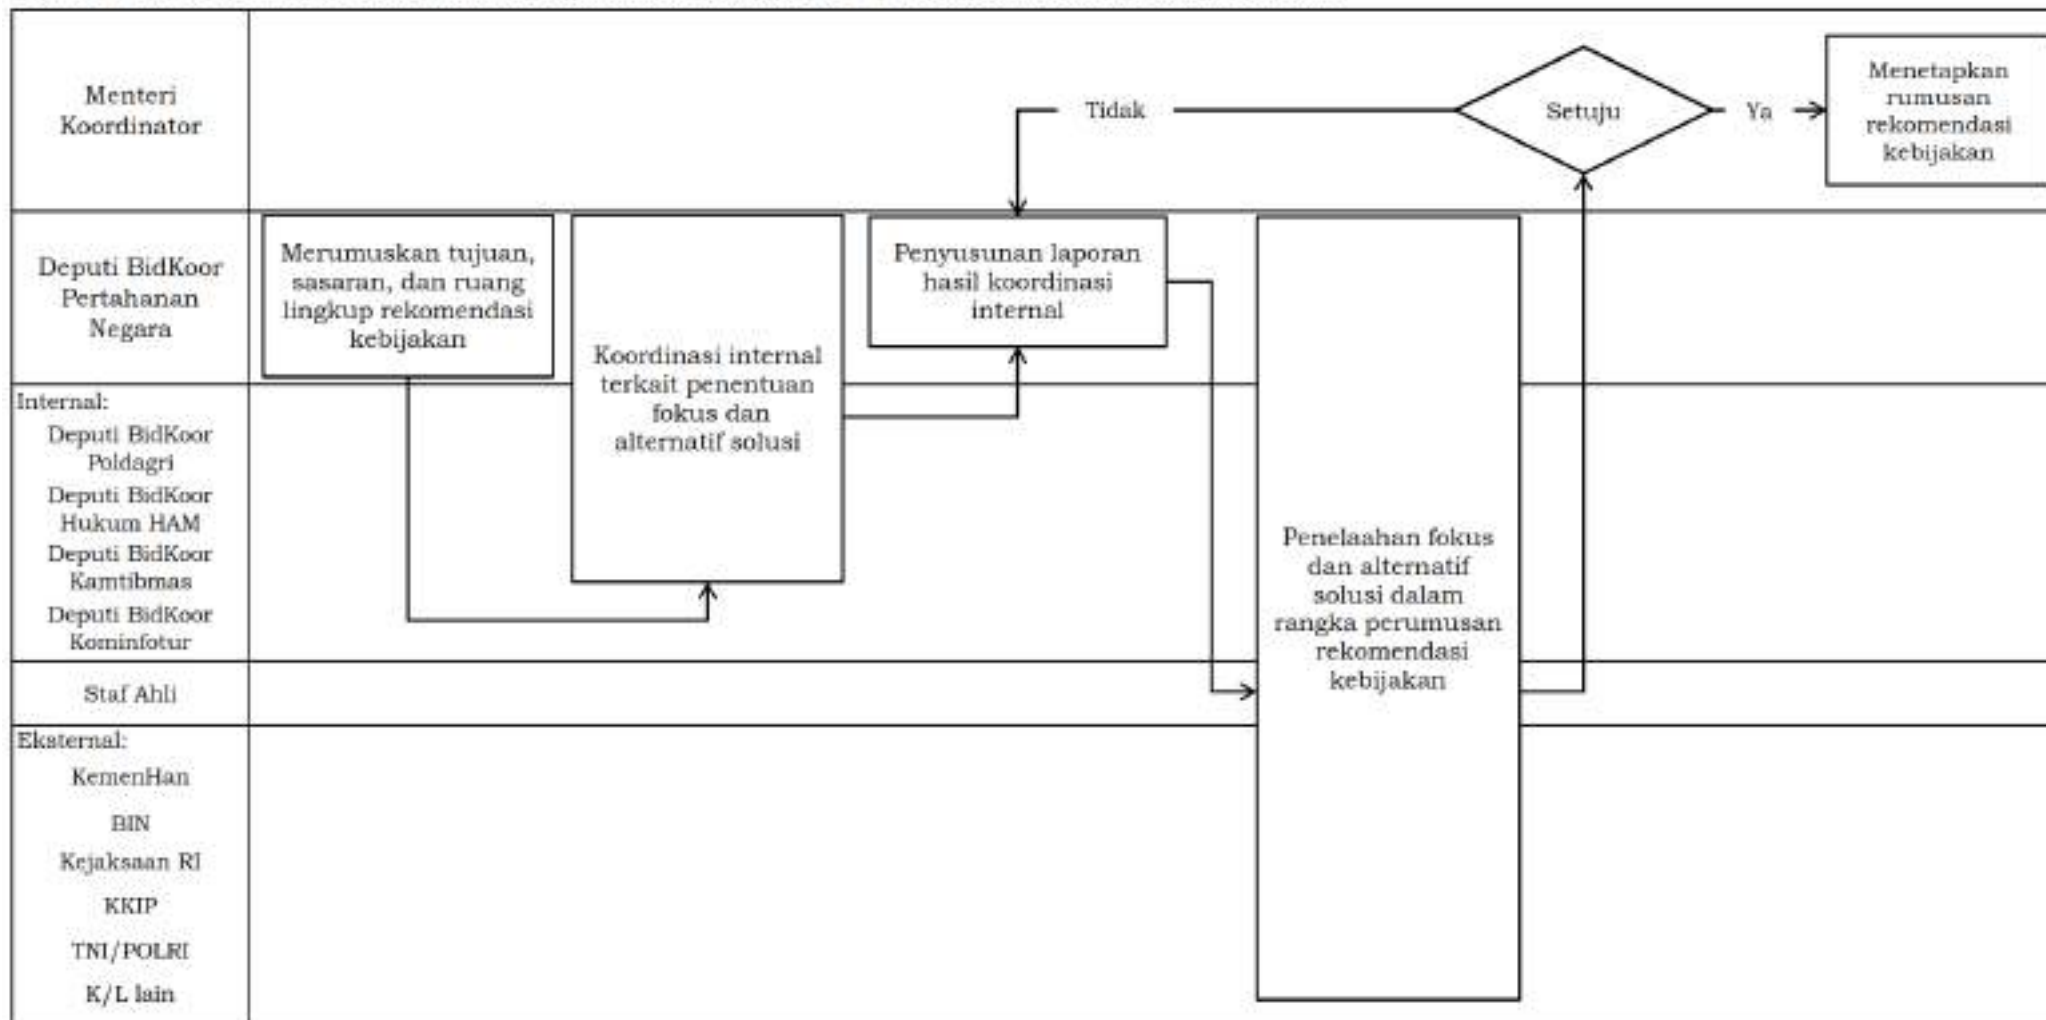 Menteri
Koordinator
Tidak
Setuju
Ya
Menetapkan
rumusan
rekomendasi
kebijakan
Deputi BidKoor
Pertahanan
Negara
Merumuskan tujuan,
sasaran, dan ruang
lingkup rekomendasi
kebijakan
Koordinasi internal
terkait penentuan
fokus dan
alternatif solusi
Penyusunan laporan
hasil koordinasi
internal
Penelaahan fokus
dan alternatif
solusi dalam
rangka perumusan
rekomendasi
kebijakan
Internal:
Deputi BidKoor
Poldagri
Deputi BidKoor
Hukum HAM
Deputi BidKoor
Kamtibmas
Deputi BidKoor
Kominfotur
Staf Ahli
Eksternal:
KemenHan
BIN
Kejaksaan RI
KKIP
TNI/POLRI
K/L lain